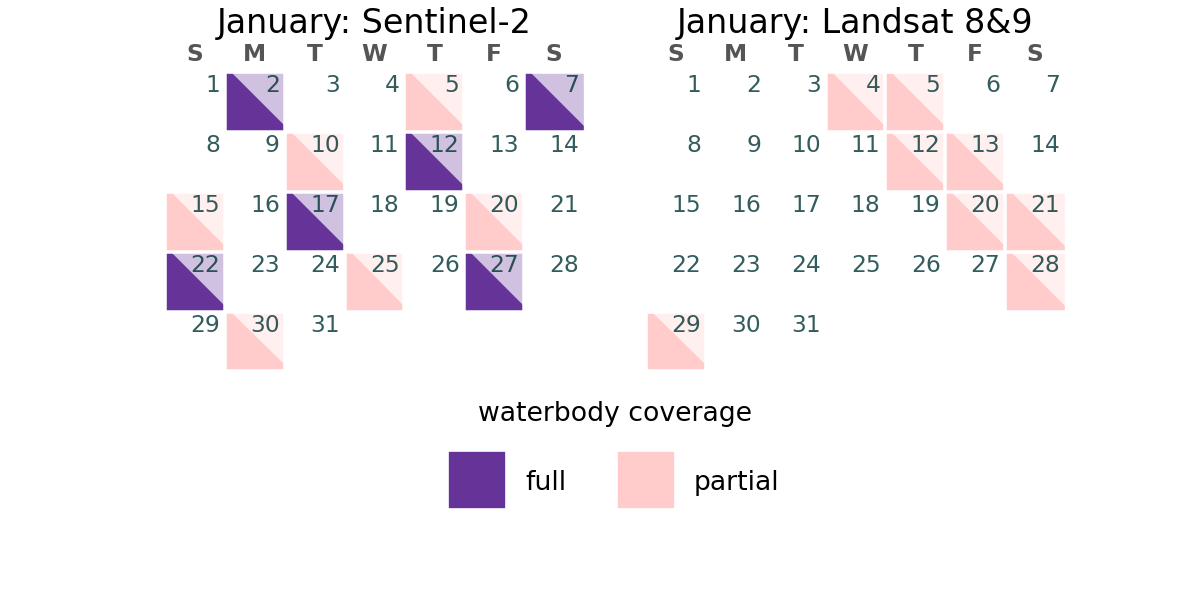 January: Sentinel-2
S M T W T F S
1 2 3 4 5 6 7
8 9 10 11 12 13 14
15 16 17 18 19 20 21
22 23 24 25 26 27 28
29 30 31
January: Landsat 8&9
S M T W T F S
1 2 3 4 5 6 7
8 9 10 11 12 13 14
15 16 17 18 19 20 21
22 23 24 25 26 27 28
29 30 31
waterbody coverage
full
partial